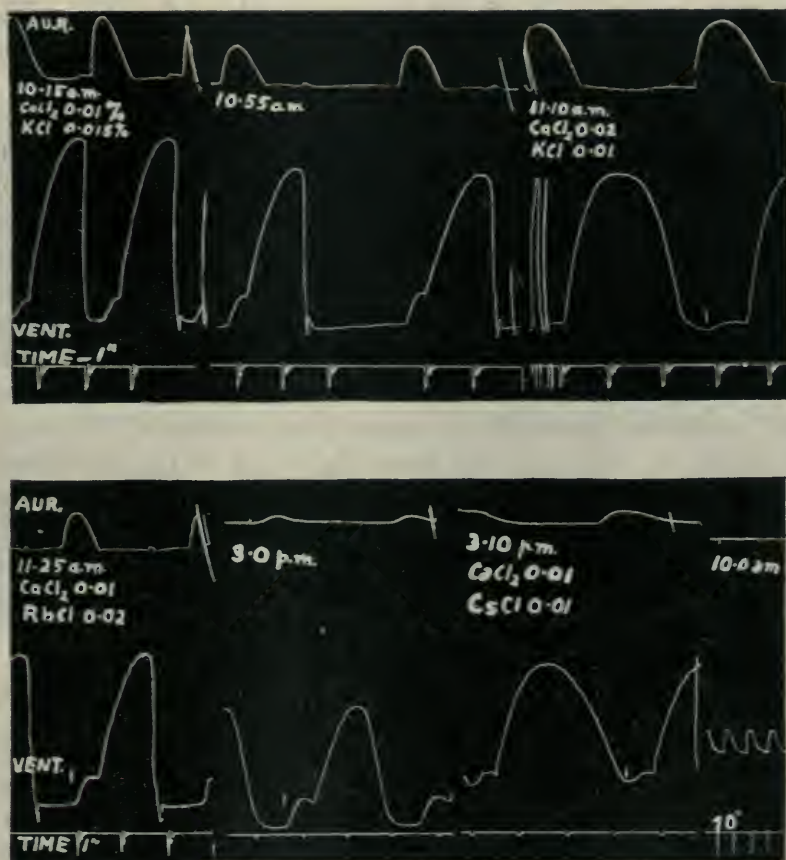 AUR.
10·15 a.m.
CaCl₂ 0·01%
KCl 0·015%
10·55 a.m
11·10 a.m.
CaCl₂ 0·02
KCl 0·01
VENT.
TIME - 1"
AUR.
11·25 a.m.
CaCl₂ 0·01
RbCl 0·02
3·0 p.m.
3·10 p.m.
CaCl₂ 0·01
CsCl 0·01
10·0 am
VENT.
TIME 1"
10"